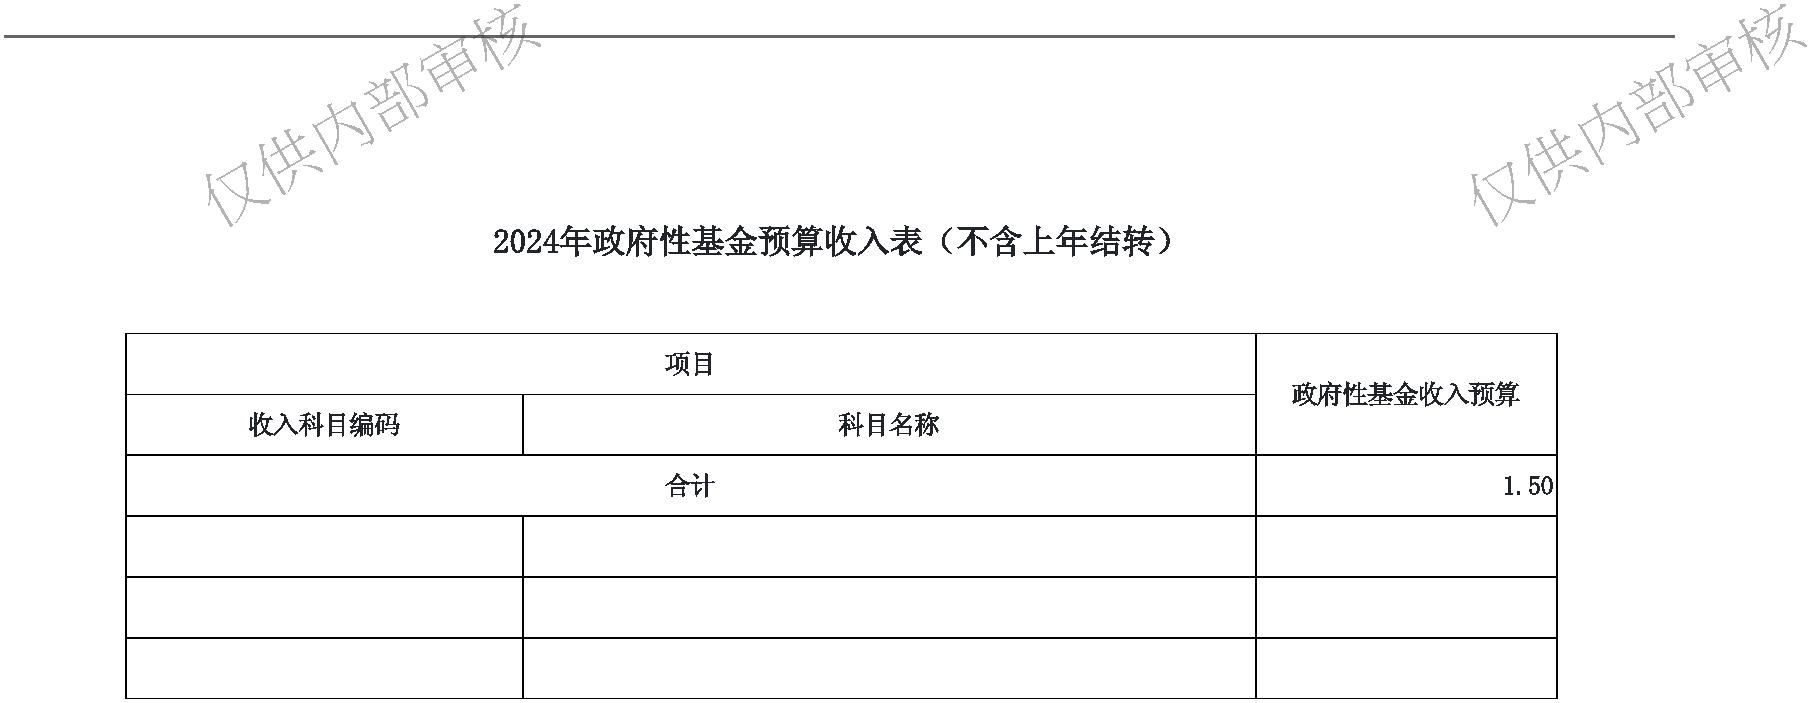 仅供内部审核
仅供内部审核
2024年政府性基金预算收入表（不含上年结转）
项目
政府性基金收入预算
收入科目编码
科目名称
合计
1.50